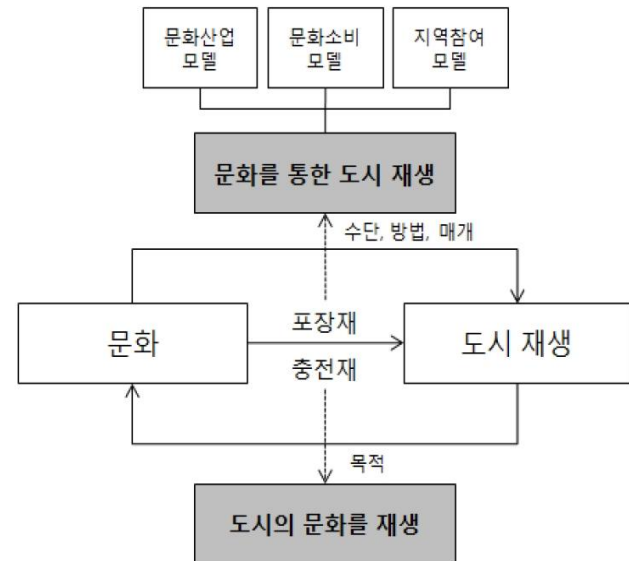 문화산업
모델
문화소비
모델
지역참여
모델
문화를 통한 도시 재생
수단, 방법, 매개
문화
포장재
충전재
도시 재생
목적
도시의 문화를 재생